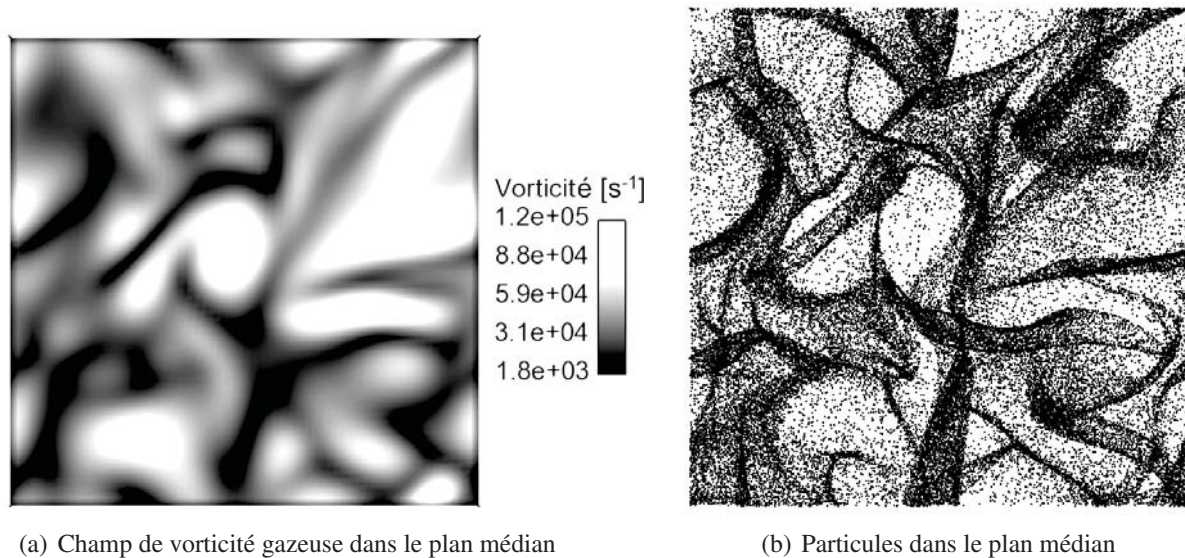 Vorticité [s⁻¹]
1.2e+05
8.8e+04
5.9e+04
3.1e+04
1.8e+03
(a) Champ de vorticité gazeuse dans le plan médian
(b) Particules dans le plan médian